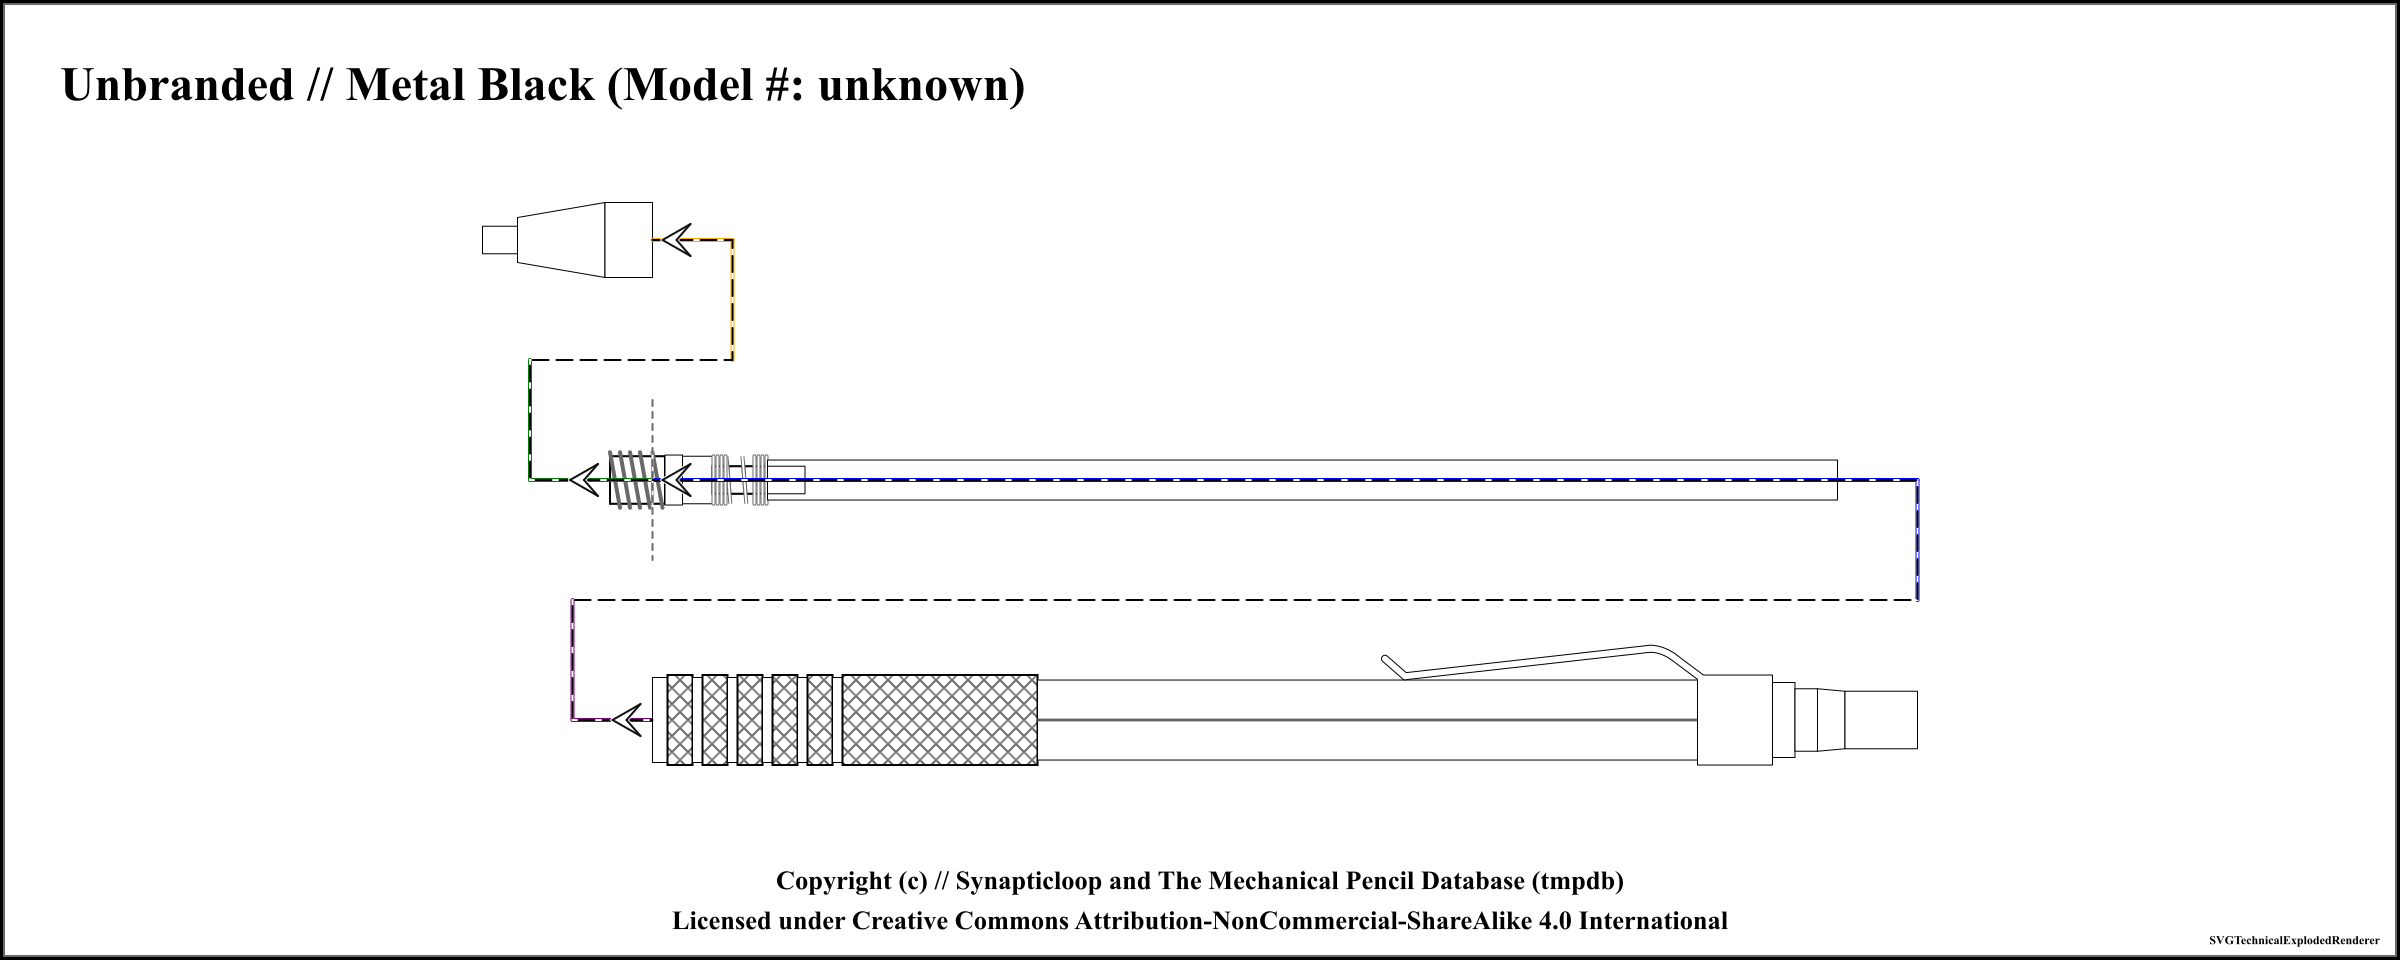 Unbranded // Metal Black (Model #: unknown)
Copyright (c) // Synapticloop and The Mechanical Pencil Database (tmpdb)
Licensed under Creative Commons Attribution-NonCommercial-ShareAlike 4.0 International
SVGTechnicalExplodedRenderer